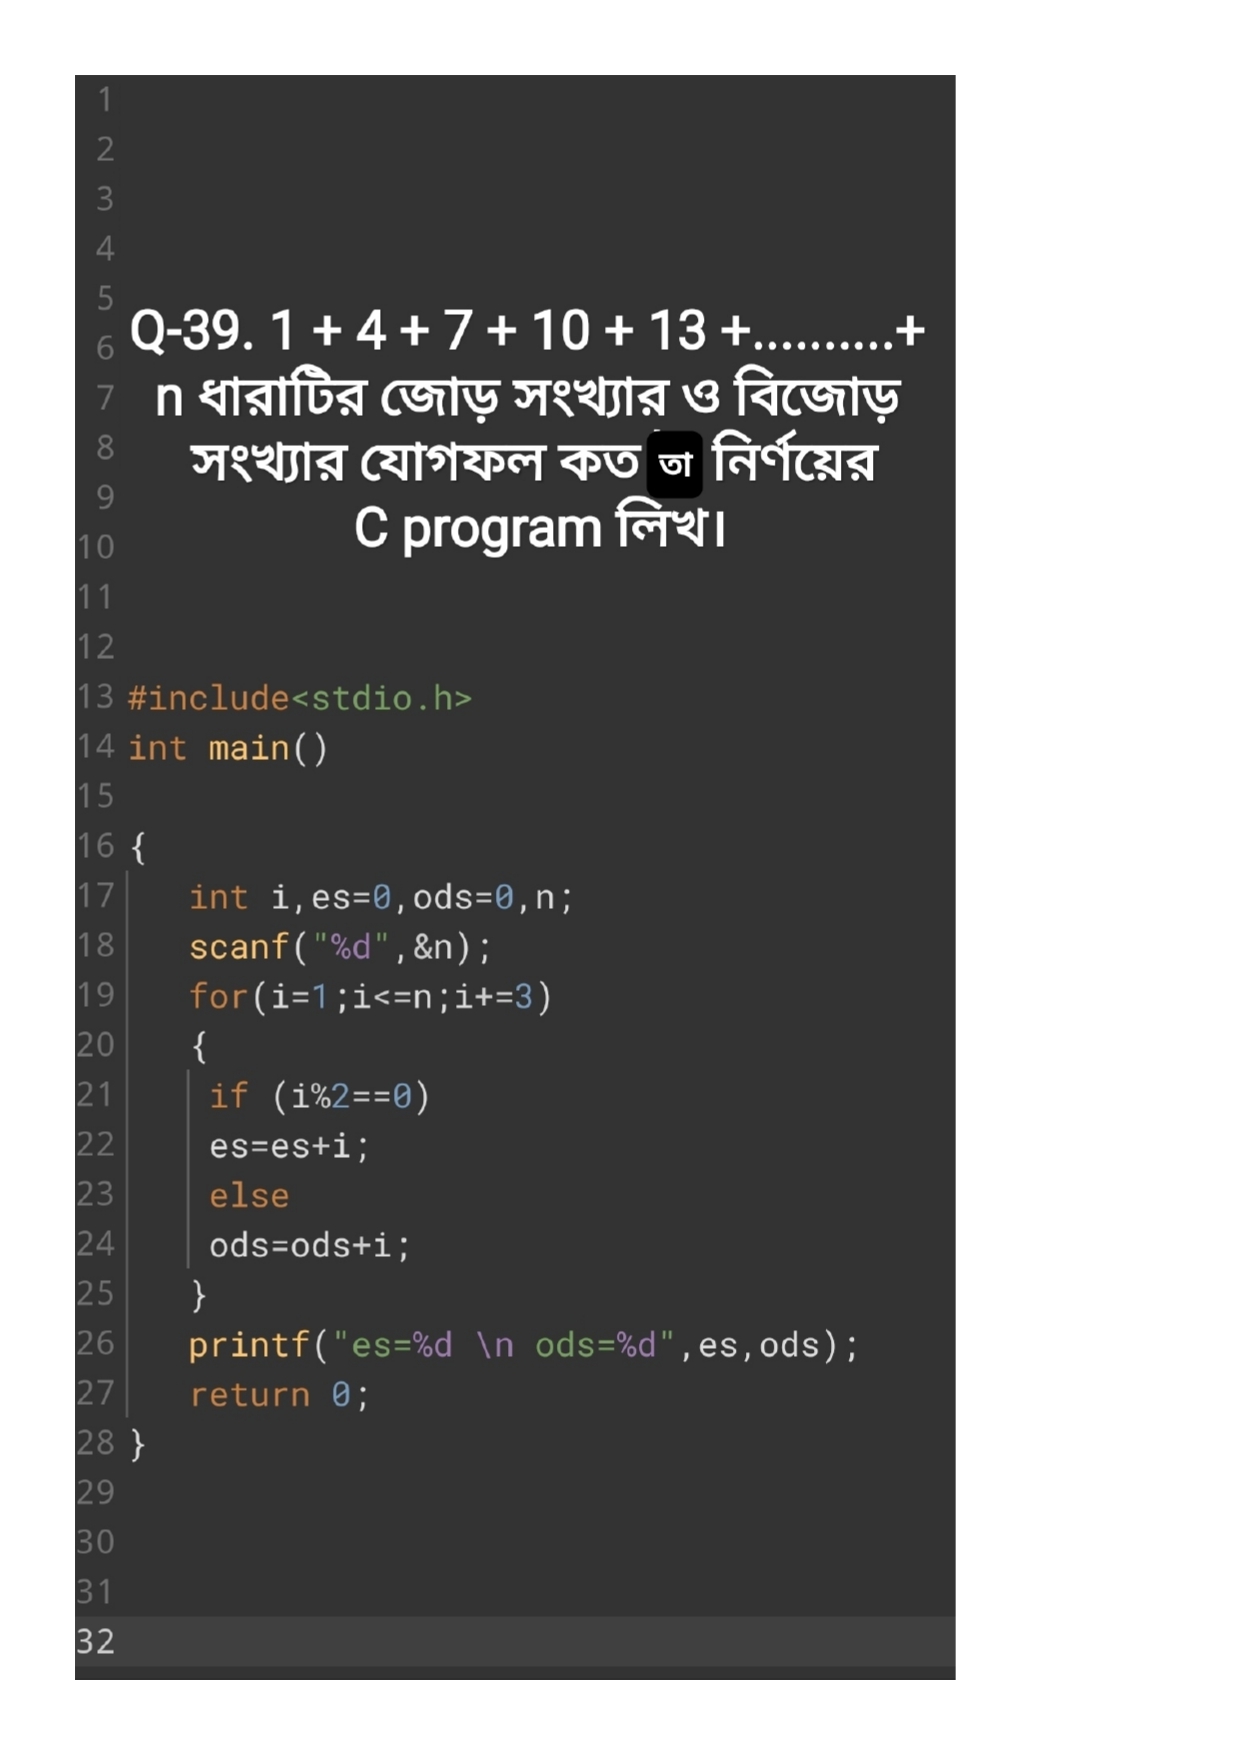 1
2
3
4
5
6 Q-39. 1 + 4 + 7 + 10 + 13 +..........+
7 n ধারাটির জোড় সংখ্যার ও বিজোড়
8 সংখ্যার যোগফল কত তা নির্ণয়ের
9
10 C program লিখ।
11
12
13 #include<stdio.h>
14 int main()
15
16 {
17 int i,es=0,ods=0,n;
18 scanf("%d",&n);
19 for(i=1;i<=n;i+=3)
20 {
21 if (i%2==0)
22 es=es+i;
23 else
24 ods=ods+i;
25 }
26 printf("es=%d \n ods=%d",es,ods);
27 return 0;
28 }
29
30
31
32